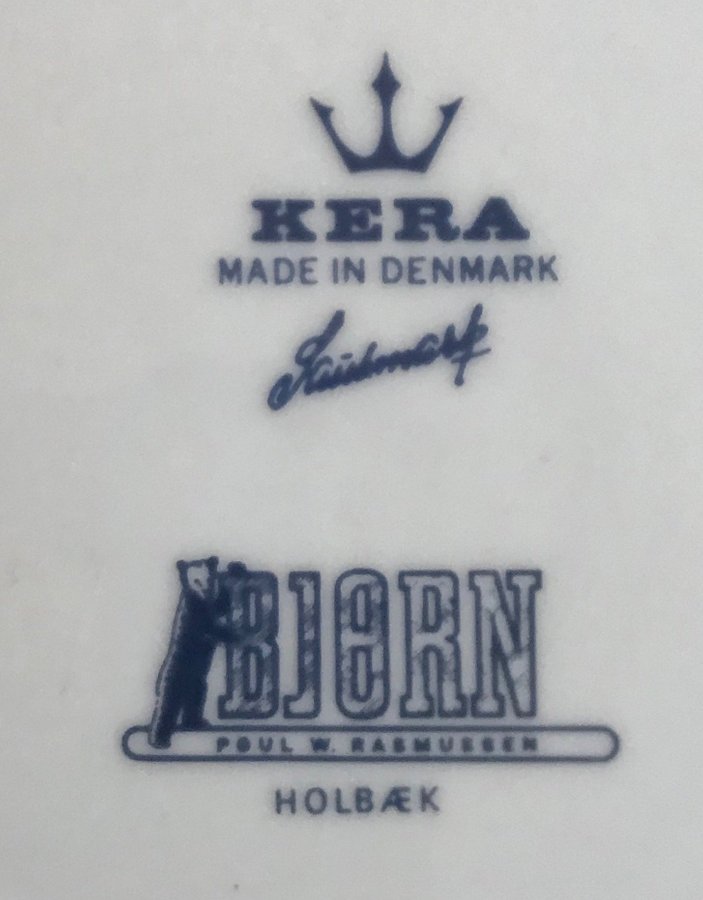 KERA
MADE IN DENMARK
BJØRN
POUL W. RASMUSSEN
HOLBÆK